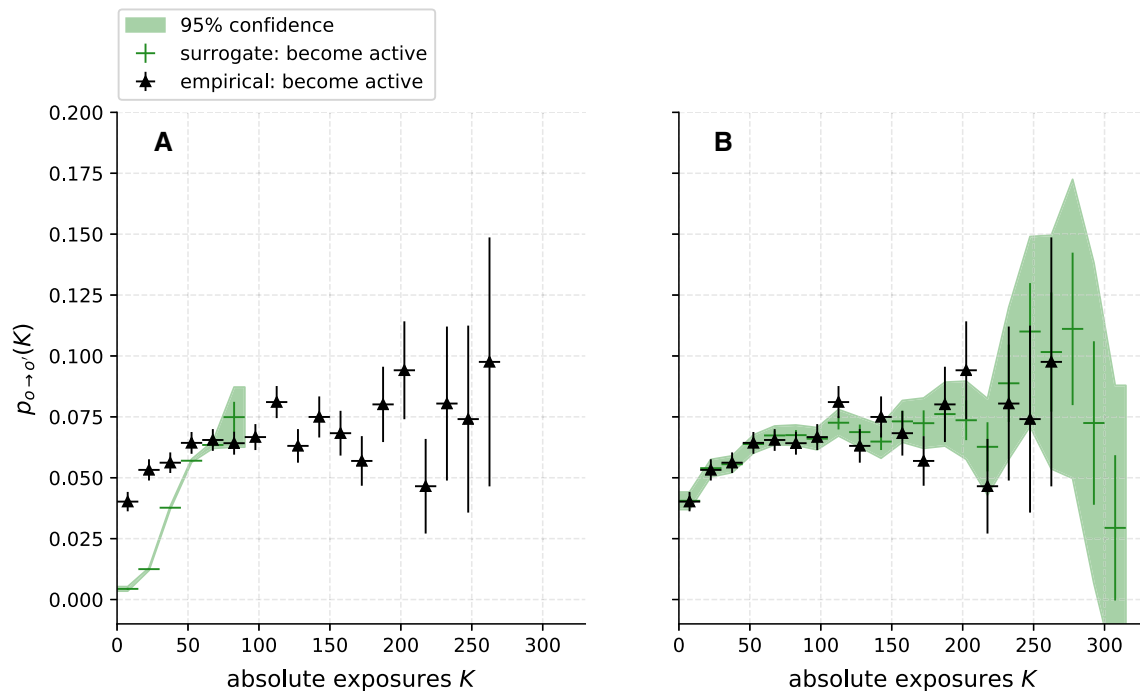 95% confidence
surrogate: become active
empirical: become active
A
B
0.200
0.175
0.150
0.125
0.100
0.075
0.050
0.025
0.000
p_{o→o'}(K)
0 50 100 150 200 250 300
0 50 100 150 200 250 300
absolute exposures K
absolute exposures K